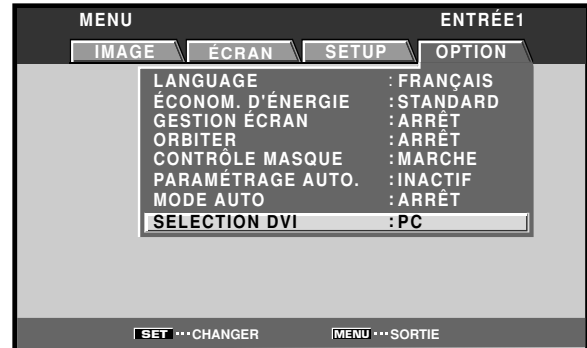 MENU ENTRÉE1
IMAGE ÉCRAN SETUP OPTION
LANGUAGE :FRANÇAIS
ÉCONOM. D'ÉNERGIE :STANDARD
GESTION ÉCRAN :ARRÊT
ORBITER :ARRÊT
CONTRÔLE MASQUE :MARCHE
PARAMÉTRAGE AUTO. :INACTIF
MODE AUTO :ARRÊT
SELECTION DVI :PC
SET ···CHANGER MENU ···SORTIE